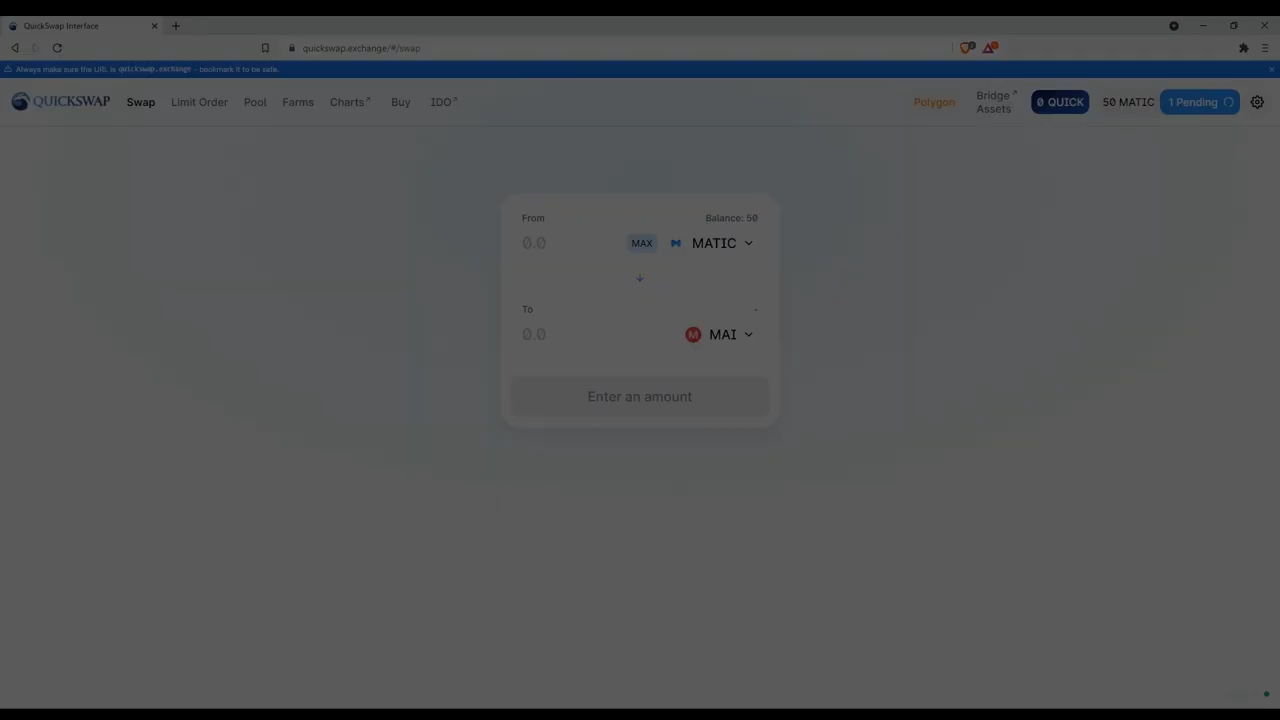 QuickSwap Interface
quickswap.exchange/#/swap
Always make sure the URL is quickswap.exchange - bookmark it to be safe.
QUICKSWAP Swap Limit Order Pool Farms Charts↗ Buy IDO↗ Polygon Bridge Assets↗ 0 QUICK 50 MATIC 1 Pending
From Balance: 50
0.0 MAX MATIC
To -
0.0 M MAI
Enter an amount